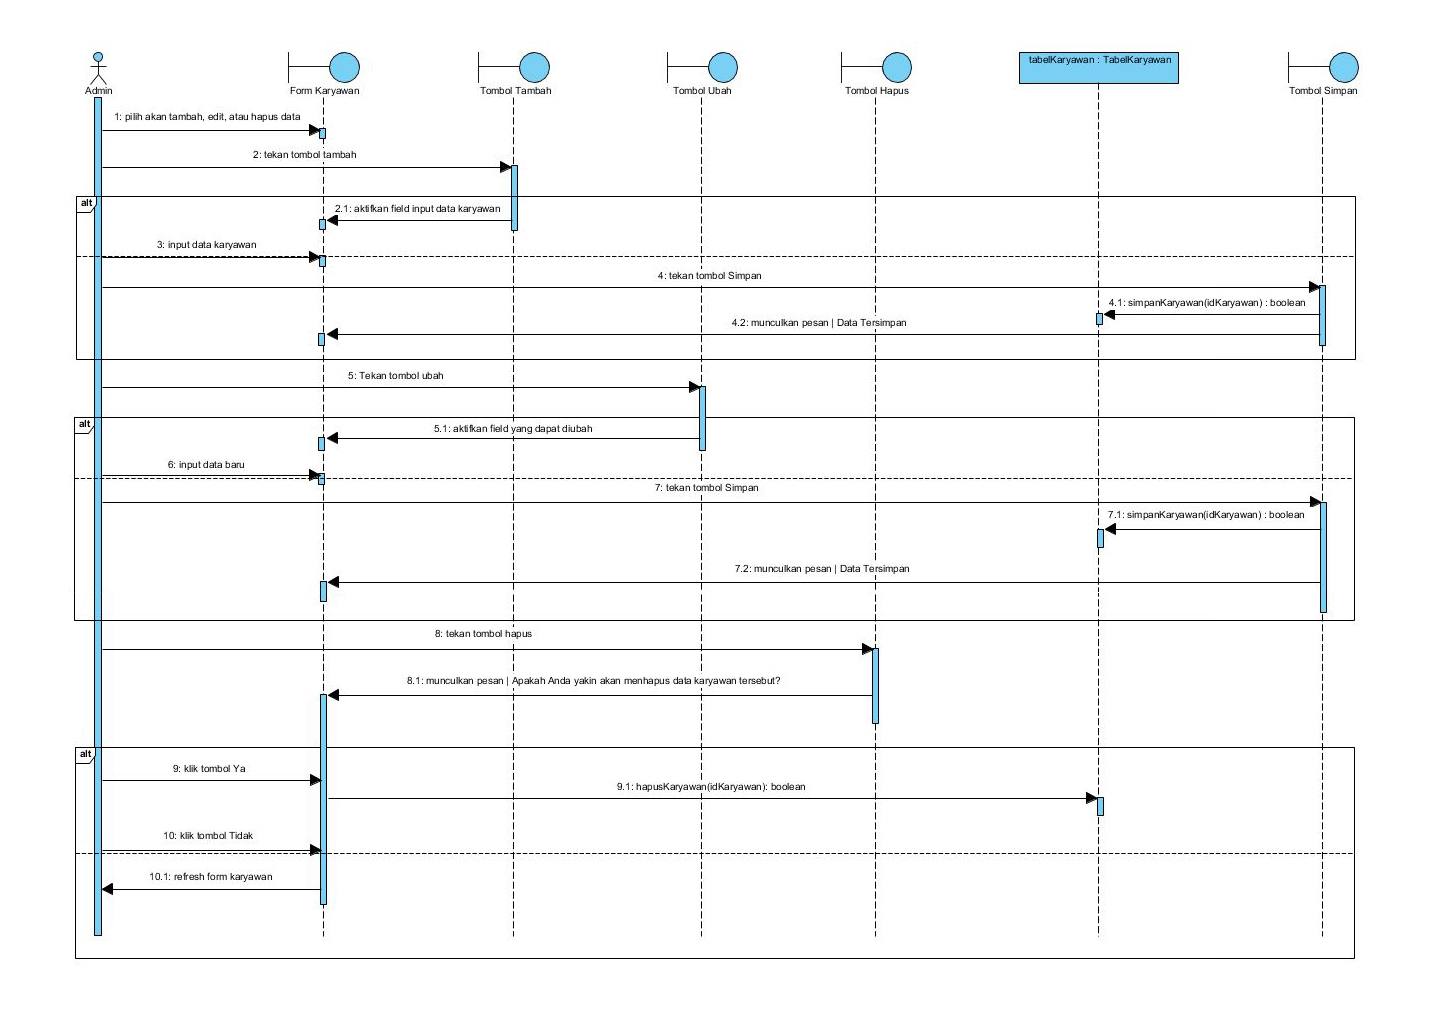 Admin
Form Karyawan
Tombol Tambah
Tombol Ubah
Tombol Hapus
tabelKaryawan : TabelKaryawan
Tombol Simpan
1: pilih akan tambah, edit, atau hapus data
2: tekan tombol tambah
alt
2.1: aktifkan field input data karyawan
3: input data karyawan
4: tekan tombol Simpan
4.1: simpanKaryawan(idKaryawan) : boolean
4.2: munculkan pesan | Data Tersimpan
5: Tekan tombol ubah
alt
5.1: aktifkan field yang dapat diubah
6: input data baru
7: tekan tombol Simpan
7.1: simpanKaryawan(idKaryawan) : boolean
7.2: munculkan pesan | Data Tersimpan
8: tekan tombol hapus
8.1: munculkan pesan | Apakah Anda yakin akan menhapus data karyawan tersebut?
alt
9: klik tombol Ya
9.1: hapusKaryawan(idKaryawan): boolean
10: klik tombol Tidak
10.1: refresh form karyawan